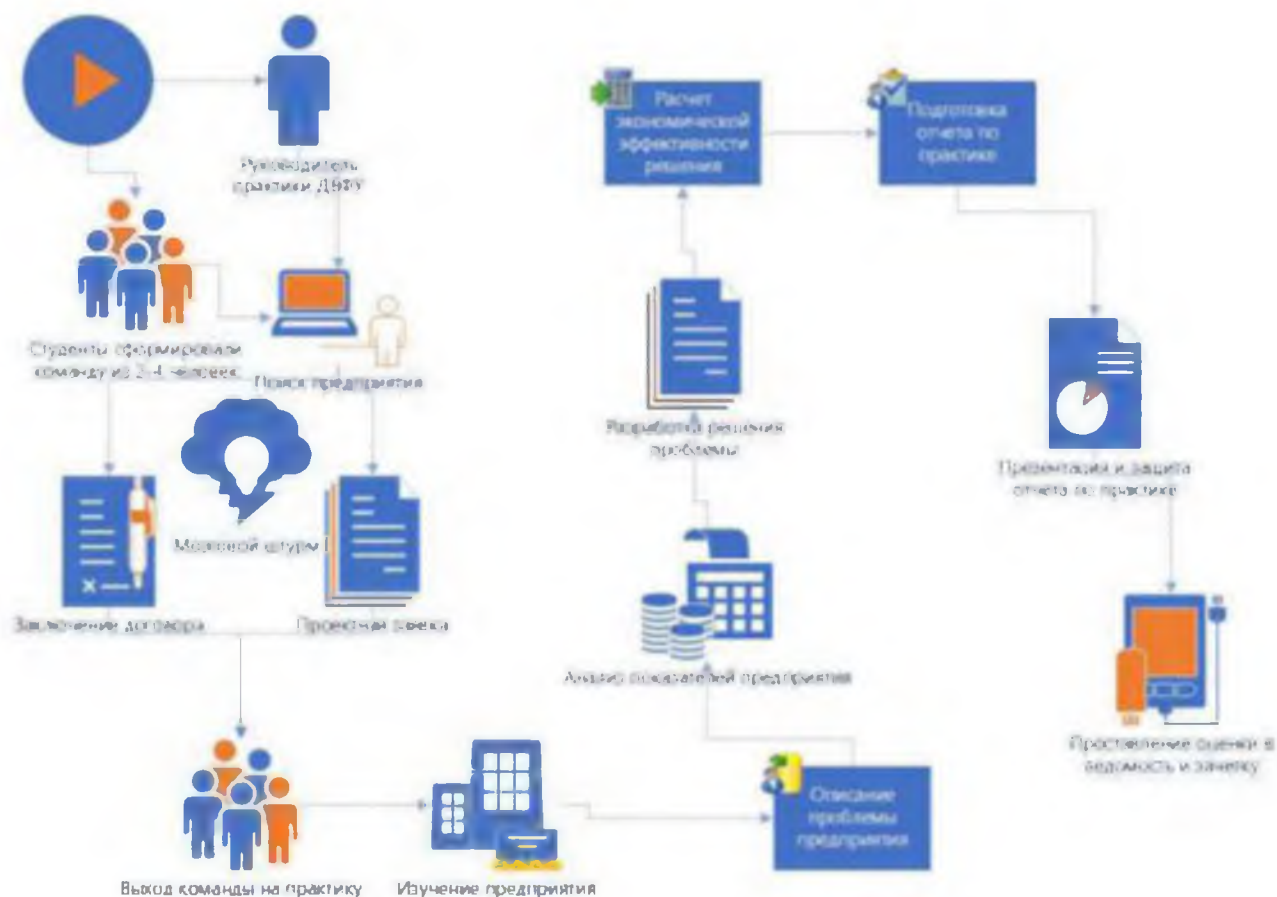 Руководитель
практики ДВФУ
Студенты сформировали
команду из 2-4 человек
Поиск предприятия
Мозговой штурм
Заключение договора
Проектная
Выход команды на практику
Изучение предприятия
Описание
проблемы
предприятия
Анализ показателей предприятия
Разработка решения
проблемы
Расчет
экономической
эффективности
решения
Подготовка
отчета по
практике
Презентация и защита
отчета по практике
Проставление оценки в
ведомость и зачетку